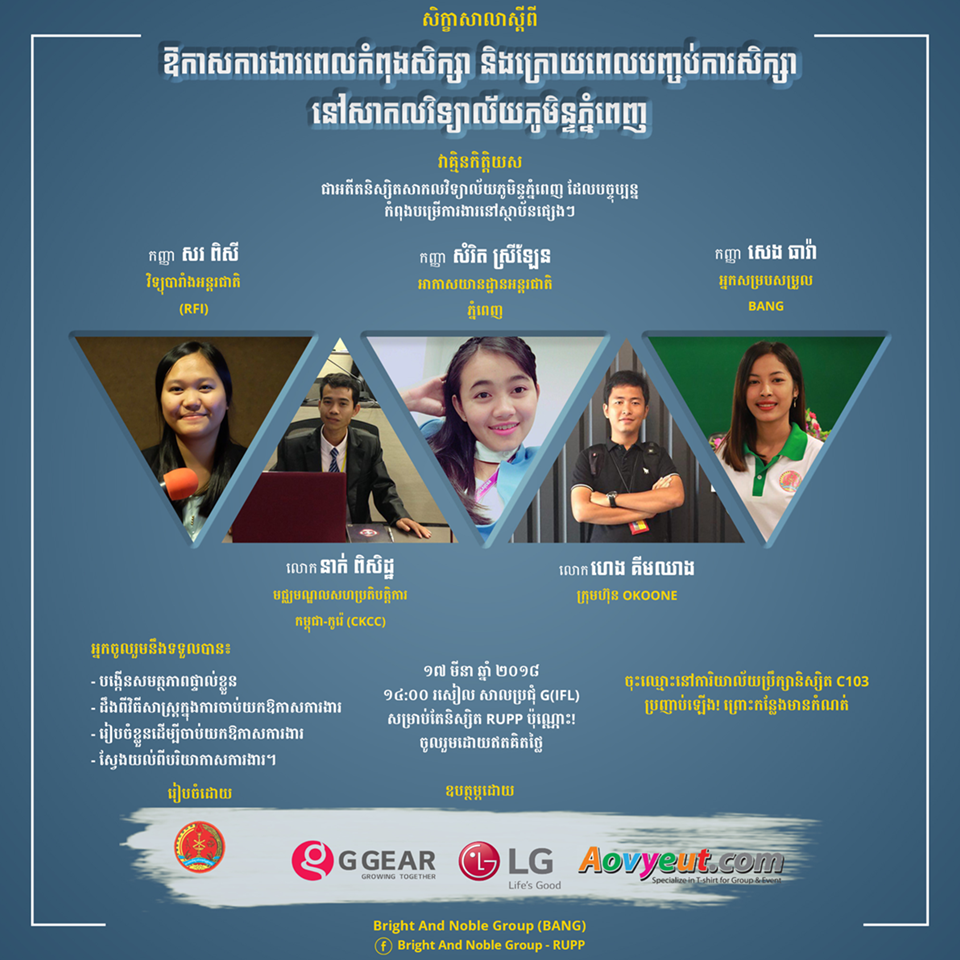 សិក្ខាសាលាស្ដីពី
ឱកាសការងារពេលកំពុងសិក្សា និងក្រោយពេលបញ្ចប់ការសិក្សា
នៅសាកលវិទ្យាល័យភូមិន្ទភ្នំពេញ
វាគ្មិនកិត្តិយស
ជាអតីតនិស្សិតសាកលវិទ្យាល័យភូមិន្ទភ្នំពេញ ដែលបច្ចុប្បន្ន
កំពុងបម្រើការងារនៅស្ថាប័នផ្សេងៗ
កញ្ញា សរ ពិសី
វិទ្យុបារាំងអន្តរជាតិ
(RFI)
កញ្ញា សំរិត ស្រីឡែន
អាកាសយានដ្ឋានអន្តរជាតិ
ភ្នំពេញ
កញ្ញា សេង ធារ៉ា
អ្នកសម្របសម្រួល
BANG
លោក នាក់ ពិសិដ្ឋ
មជ្ឈមណ្ឌលសហប្រតិបត្តិការ
កម្ពុជា-កូរ៉េ (CKCC)
លោក ហេង គីមឈាង
ក្រុមហ៊ុន OKOONE
អ្នកចូលរួមនឹងទទួលបាន៖
- បង្កើនសមត្ថភាពផ្ទាល់ខ្លួន
- ដឹងពីវិធីសាស្ត្រក្នុងការចាប់យកឱកាសការងារ
- រៀបចំខ្លួនដើម្បីចាប់យកឱកាសការងារ
- ស្វែងយល់ពីបរិយាកាសការងារ។
១៧ មីនា ឆ្នាំ ២០១៨
១៤:០០ រសៀល សាលប្រជុំ G(IFL)
សម្រាប់តែនិស្សិត RUPP ប៉ុណ្ណោះ!
ចូលរួមដោយឥតគិតថ្លៃ
ចុះឈ្មោះនៅការិយាល័យប្រឹក្សានិស្សិត C103
ប្រញាប់ឡើង! ព្រោះកន្លែងមានកំណត់
រៀបចំដោយ
ឧបត្ថម្ភដោយ
G GEAR
GROWING TOGETHER
LG
Life's Good
Aovyeut.com
Specialize in T-shirt for Group & Event
Bright And Noble Group (BANG)
Bright And Noble Group - RUPP